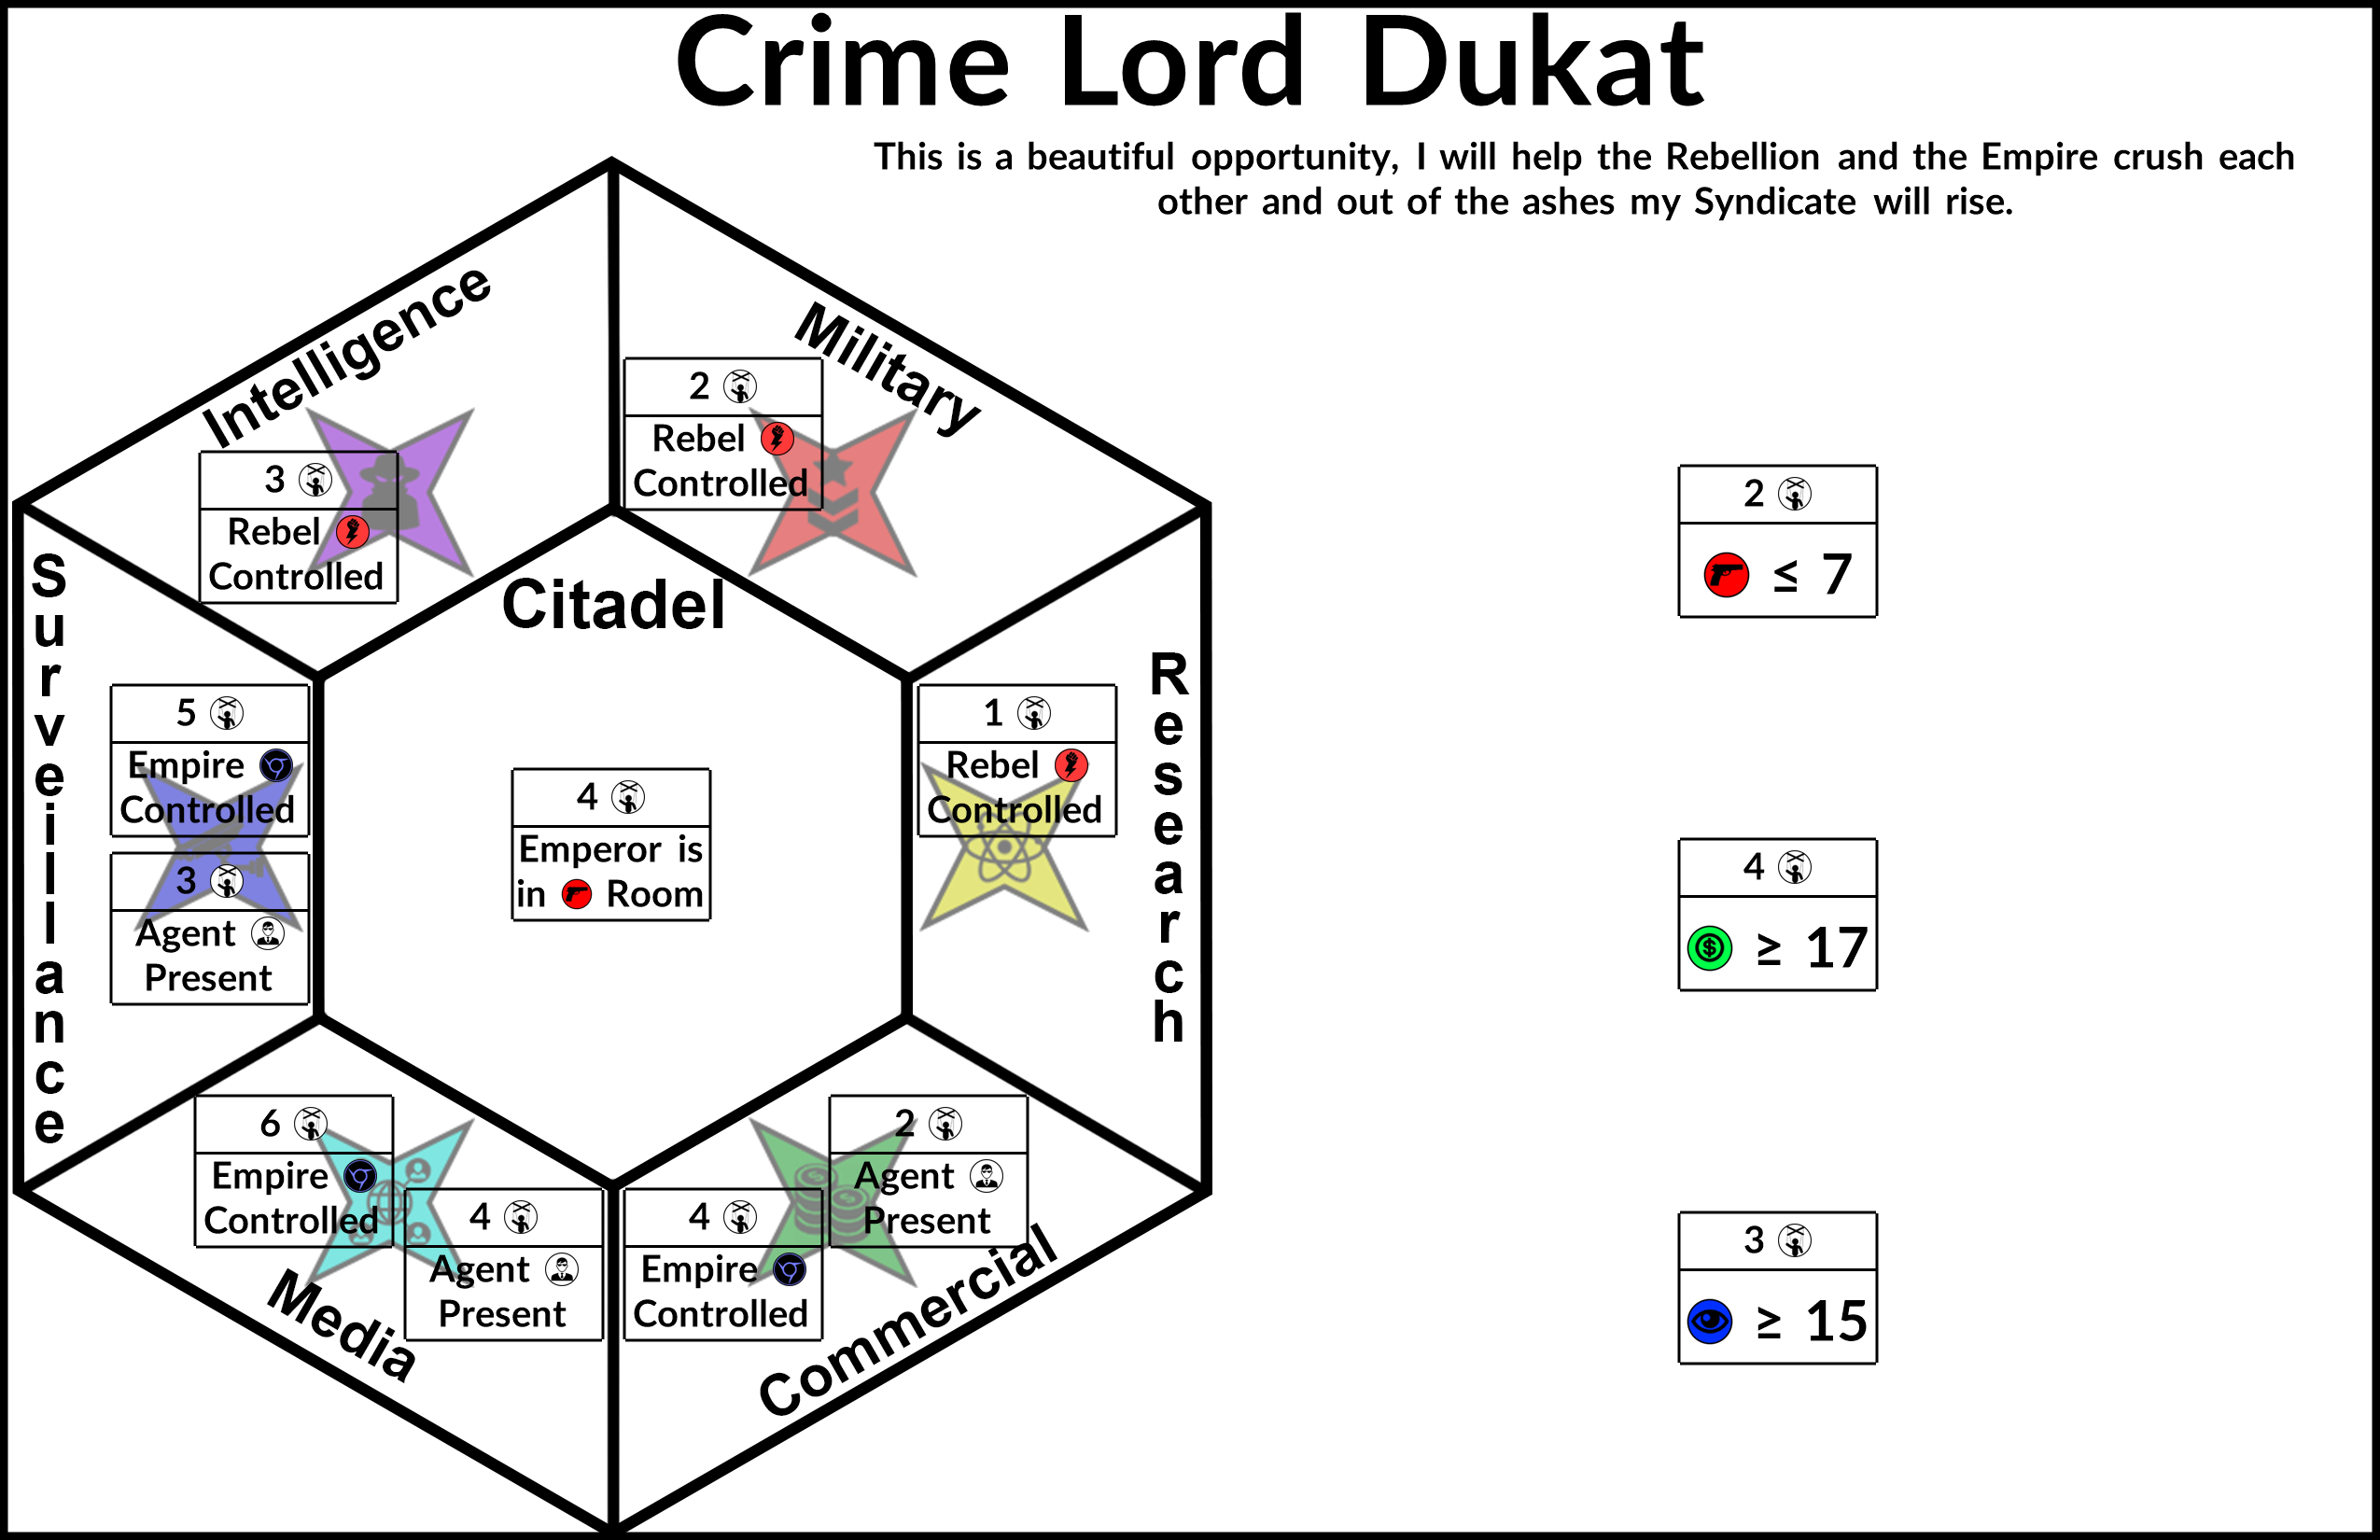 Crime Lord Dukat
This is a beautiful opportunity, I will help the Rebellion and the Empire crush each
other and out of the ashes my Syndicate will rise.
Intelligence
3
Rebel
Controlled
Military
2
Rebel
Controlled
Surveillance
5
Empire
Controlled
3
Agent
Present
Citadel
4
Emperor is
in Room
Research
1
Rebel
Controlled
Media
6
Empire
Controlled
4
Agent
Present
Commercial
4
Empire
Controlled
2
Agent
Present
2
≤ 7
4
$ ≥ 17
3
≥ 15